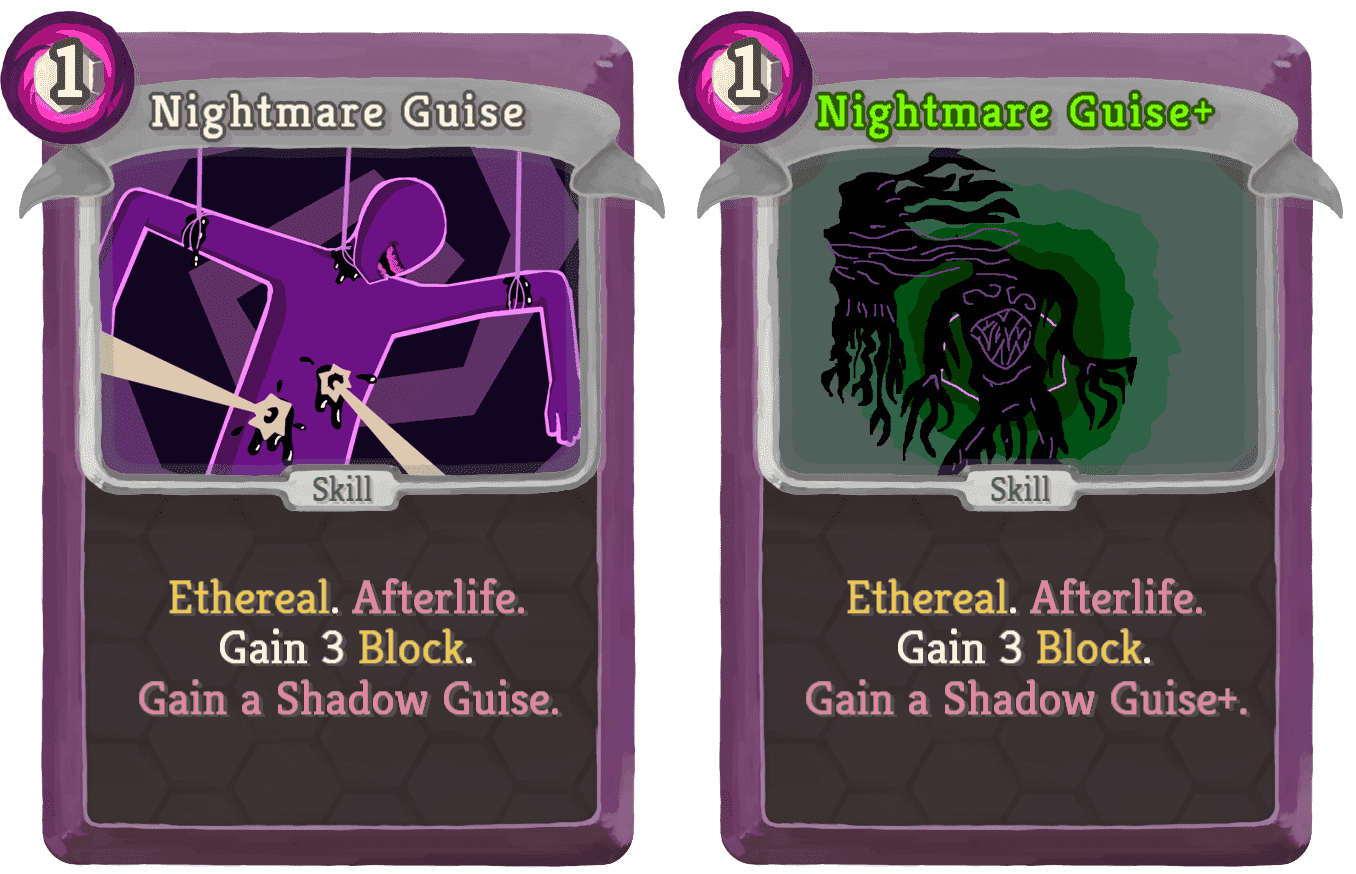 1
Nightmare Guise
Skill
Ethereal. Afterlife.
Gain 3 Block.
Gain a Shadow Guise.
1
Nightmare Guise+
Skill
Ethereal. Afterlife.
Gain 3 Block.
Gain a Shadow Guise+.